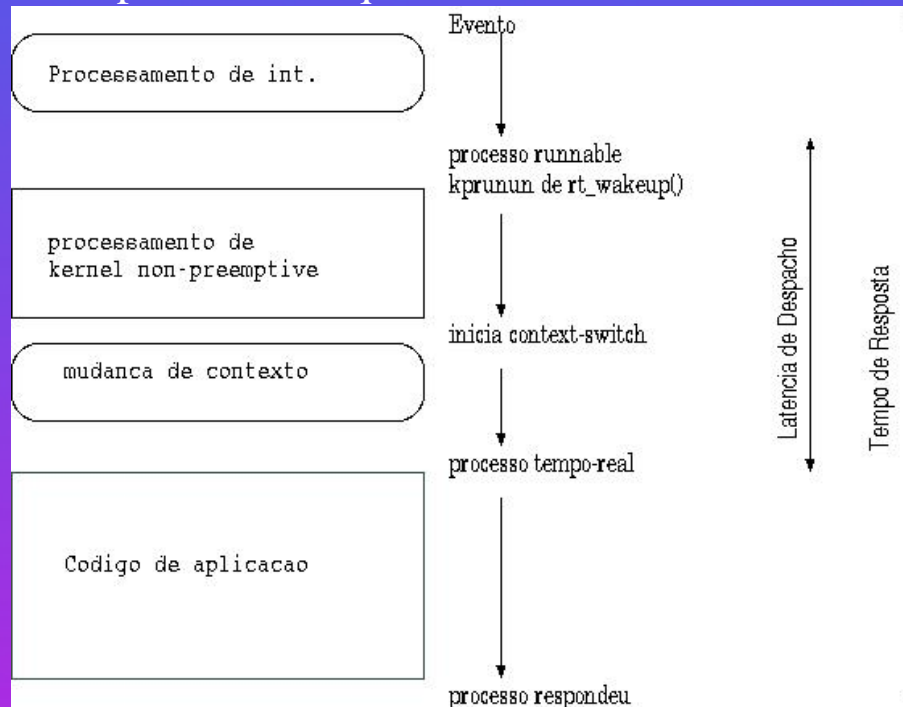 Evento
Processamento de int.
processo runnable
kprunun de rt_wakeup()
processamento de
kernel non-preemptive
inicia context-switch
mudanca de contexto
processo tempo-real
Codigo de aplicacao
processo respondeu
Latencia de Despacho
Tempo de Resposta